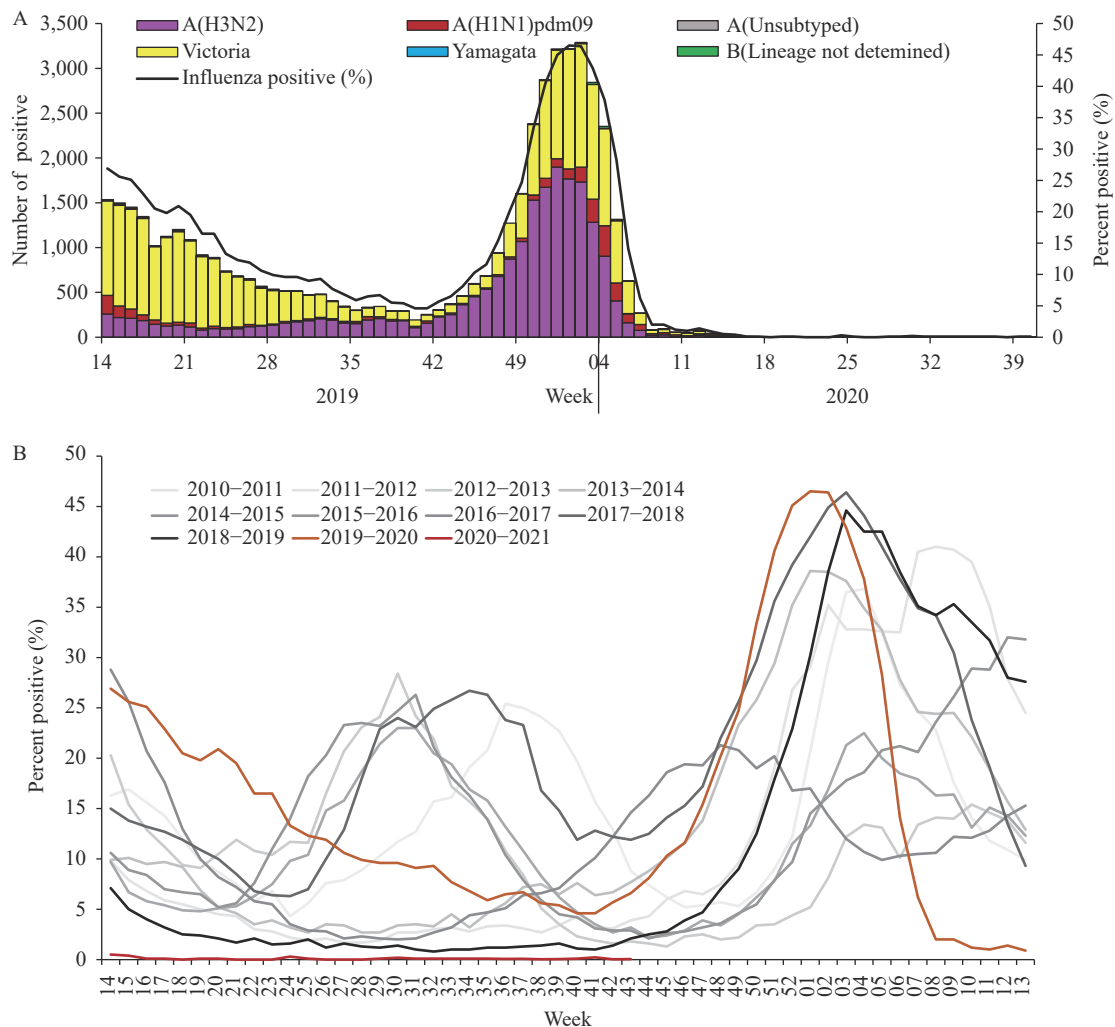 A
A(H3N2) A(H1N1)pdm09 A(Unsubtyped)
Victoria Yamagata B(Lineage not detemined)
Influenza positive (%)
Number of positive
3,500
3,000
2,500
2,000
1,500
1,000
500
0
Percent positive (%)
50
45
40
35
30
25
20
15
10
5
0
14 21 28 35 42 49 04 11 18 25 32 39
2019 Week 2020
B
2010−2011 2011−2012 2012−2013 2013−2014
2014−2015 2015−2016 2016−2017 2017−2018
2018−2019 2019−2020 2020−2021
Percent positive (%)
50
45
40
35
30
25
20
15
10
5
0
14 15 16 17 18 19 20 21 22 23 24 25 26 27 28 29 30 31 32 33 34 35 36 37 38 39 40 41 42 43 44 45 46 47 48 49 50 51 52 01 02 03 04 05 06 07 08 09 10 11 12 13
Week